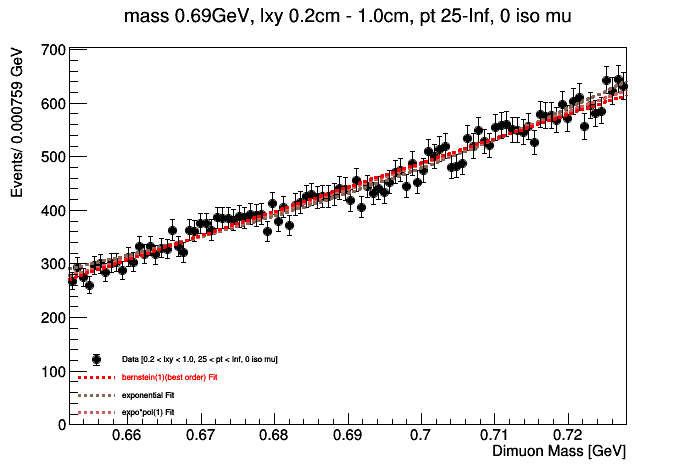 mass 0.69GeV, lxy 0.2cm - 1.0cm, pt 25-Inf, 0 iso mu
Events/ 0.000759 GeV
700
600
500
400
300
200
100
0
Data [0.2 < lxy < 1.0, 25 < pt < Inf, 0 iso mu]
bernstein(1)(best order) Fit
exponential Fit
expo*pol(1) Fit
0.66 0.67 0.68 0.69 0.7 0.71 0.72
Dimuon Mass [GeV]